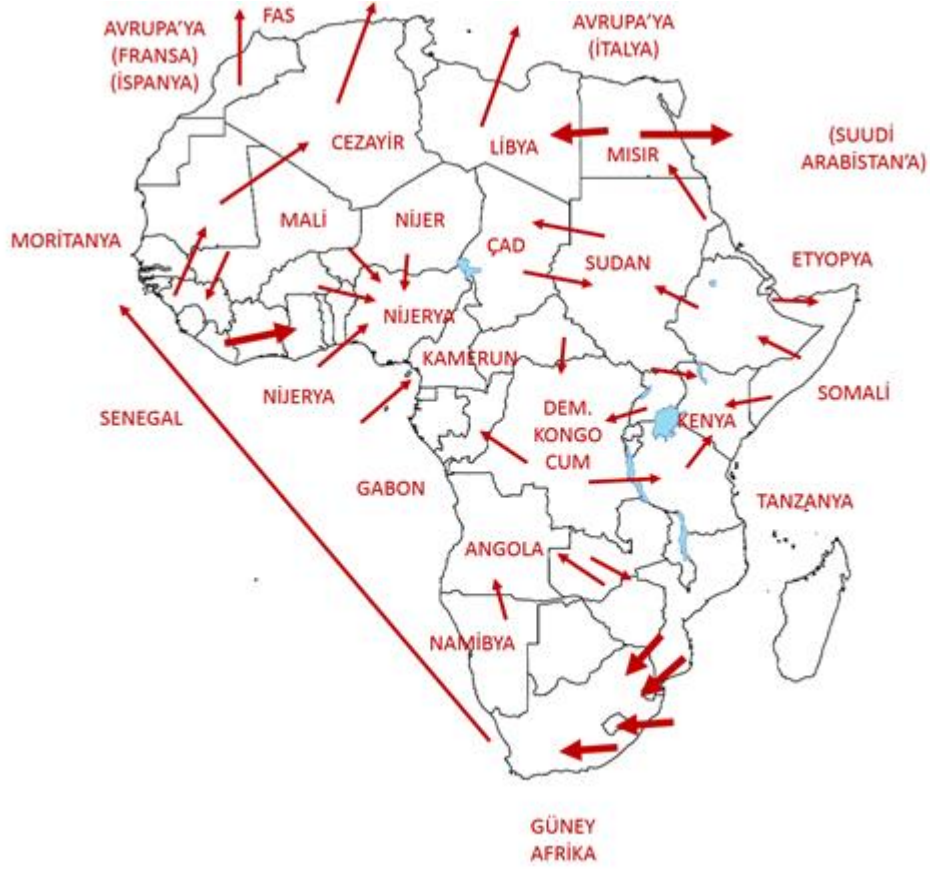 FAS
AVRUPA'YA
(FRANSA)
(İSPANYA)
AVRUPA'YA
(İTALYA)
CEZAYİR
LİBYA
MISIR
(SUUDİ
ARABİSTAN'A)
MORİTANYA
MALİ
NİJER
ÇAD
SUDAN
ETYOPYA
NİJERYA
KAMERUN
NİJERYA
SENEGAL
DEM.
KONGO
CUM
KENYA
SOMALİ
GABON
TANZANYA
ANGOLA
NAMİBYA
GÜNEY
AFRİKA